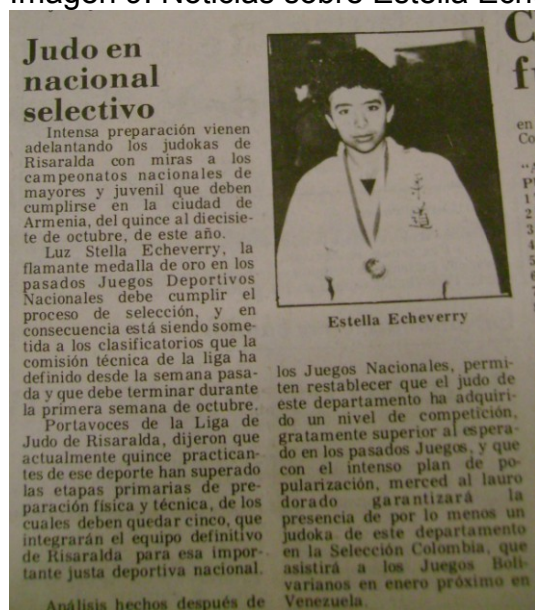 Imagen 9. Noticias sobre Estella Ech
Judo en
nacional
selectivo
Intensa preparación vienen
adelantando los judokas de
Risaralda con miras a los
campeonatos nacionales de
mayores y juvenil que deben
cumplirse en la ciudad de
Armenia, del quince al diecisie-
te de octubre, de este año.
Luz Stella Echeverry, la
flamante medalla de oro en los
pasados Juegos Deportivos
Nacionales debe cumplir el
proceso de selección, y en
consecuencia está siendo some-
tida a los clasificatorios que la
comisión técnica de la liga ha
definido desde la semana pasa-
da y que debe terminar durante
la primera semana de octubre.
Portavoces de la Liga de
Judo de Risaralda, dijeron que
actualmente quince practican-
tes de ese deporte han superado
las etapas primarias de pre-
paración física y técnica, de los
cuales deben quedar cinco, que
integrarán el equipo definitivo
de Risaralda para esa impor-
tante justa deportiva nacional.
Análisis hechos después de
Estella Echeverry
los Juegos Nacionales, permi-
ten restablecer que el judo de
este departamento ha adquiri-
do un nivel de competición,
gratamente superior al espera-
do en los pasados Juegos, y que
con el intenso plan de po-
pularización, merced al lauro
dorado garantizará la
presencia de por lo menos un
judoka de este departamento
en la Selección Colombia, que
asistirá a los Juegos Boli-
varianos en enero próximo en
Venezuela.
C
f
en
Co
"A
P
1
2
3
4
5
6